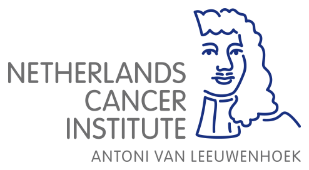 NETHERLANDS
CANCER
INSTITUTE
ANTONI VAN LEEUWENHOEK